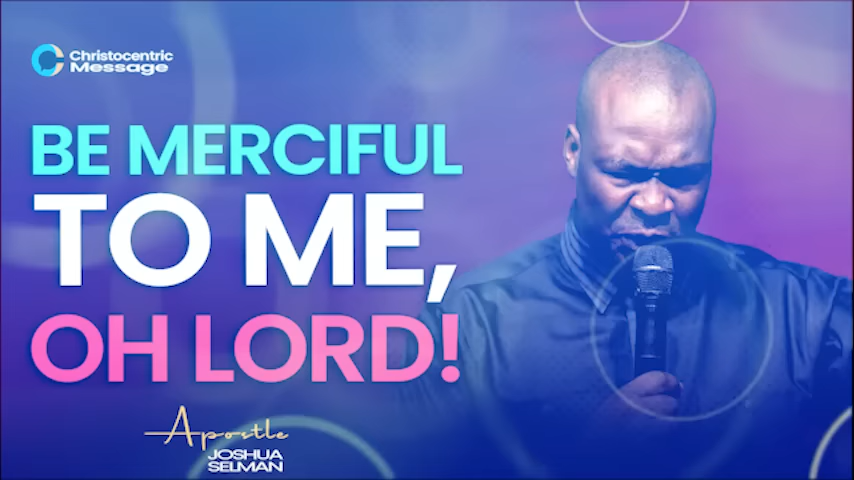 Christocentric
Message
BE MERCIFUL
TO ME,
OH LORD!
Apostle
JOSHUA
SELMAN